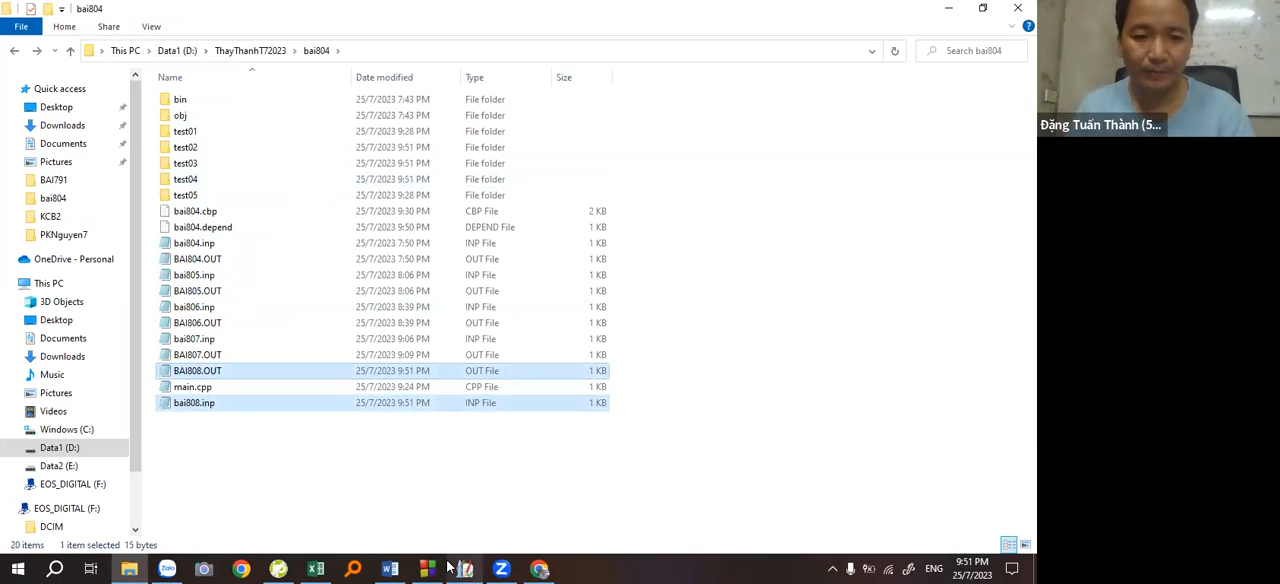 bai804
File Home Share View
This PC Data1 (D:) ThayThanhT72023 bai804 Search bai804
Name Date modified Type Size
Quick access
Desktop
Downloads
Documents
Pictures
BAI791
bai804
KCB2
PKNguyen7
OneDrive - Personal
This PC
3D Objects
Desktop
Documents
Downloads
Music
Pictures
Videos
Windows (C:)
Data1 (D:)
Data2 (E:)
EOS_DIGITAL (F:)
EOS_DIGITAL (F:)
DCIM
bin 25/7/2023 7:43 PM File folder
obj 25/7/2023 7:43 PM File folder
test01 25/7/2023 9:28 PM File folder
test02 25/7/2023 9:51 PM File folder
test03 25/7/2023 9:51 PM File folder
test04 25/7/2023 9:51 PM File folder
test05 25/7/2023 9:28 PM File folder
bai804.cbp 25/7/2023 9:30 PM CBP File 2 KB
bai804.depend 25/7/2023 9:50 PM DEPEND File 1 KB
bai804.inp 25/7/2023 7:50 PM INP File 1 KB
BAI804.OUT 25/7/2023 7:50 PM OUT File 1 KB
bai805.inp 25/7/2023 8:06 PM INP File 1 KB
BAI805.OUT 25/7/2023 8:06 PM OUT File 1 KB
bai806.inp 25/7/2023 8:39 PM INP File 1 KB
BAI806.OUT 25/7/2023 8:39 PM OUT File 1 KB
bai807.inp 25/7/2023 9:06 PM INP File 1 KB
BAI807.OUT 25/7/2023 9:09 PM OUT File 1 KB
BAI808.OUT 25/7/2023 9:51 PM OUT File 1 KB
main.cpp 25/7/2023 9:24 PM CPP File 1 KB
bai808.inp 25/7/2023 9:51 PM INP File 1 KB
20 items 1 item selected 15 bytes
Đặng Tuấn Thành (5...
ENG
9:51 PM
25/7/2023